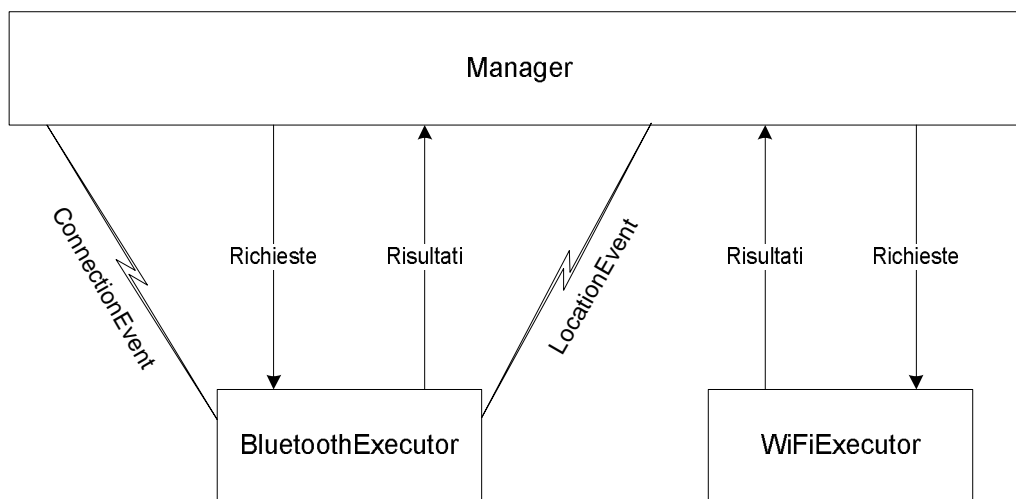 Manager
ConnectionEvent
Richieste
Risultati
LocationEvent
Risultati
Richieste
BluetoothExecutor
WiFiExecutor